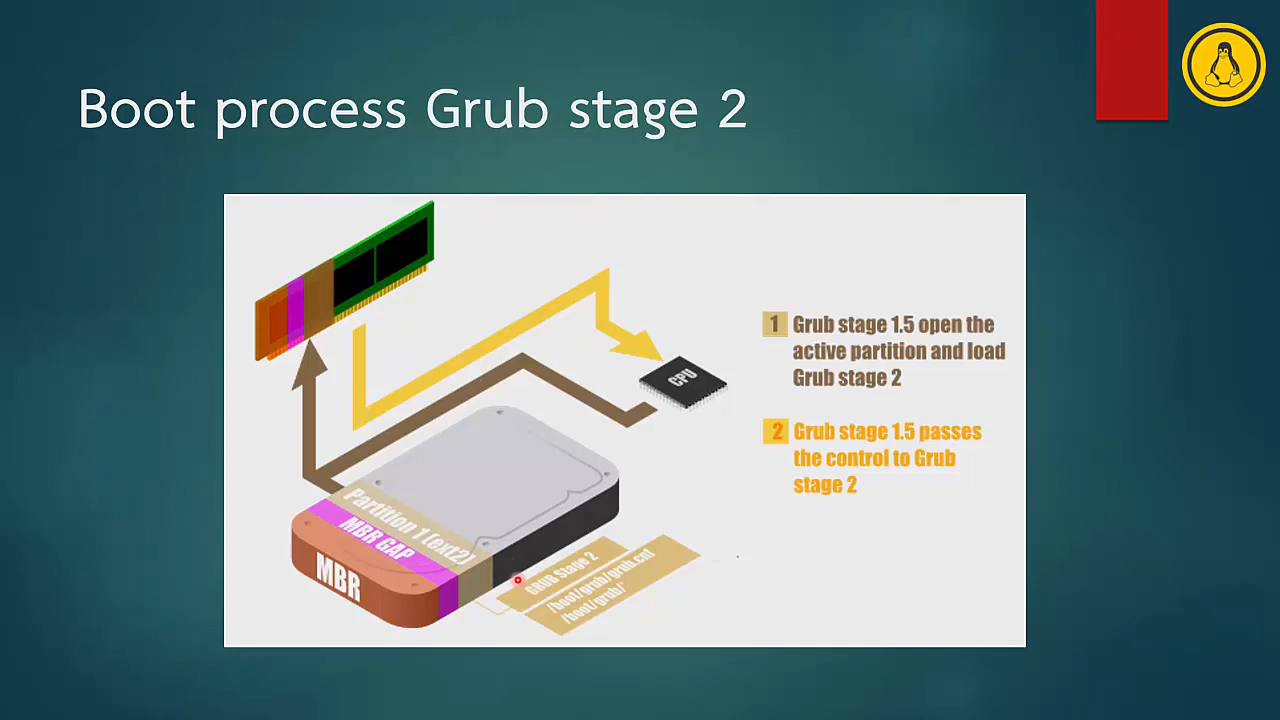 Boot process Grub stage 2
1 Grub stage 1.5 open the
active partition and load
Grub stage 2
2 Grub stage 1.5 passes
the control to Grub
stage 2
CPU
Partition 1 (ext2)
MBR GAP
MBR
GRUB Stage 2
/boot/grub/grub.cnf
/boot/grub/*